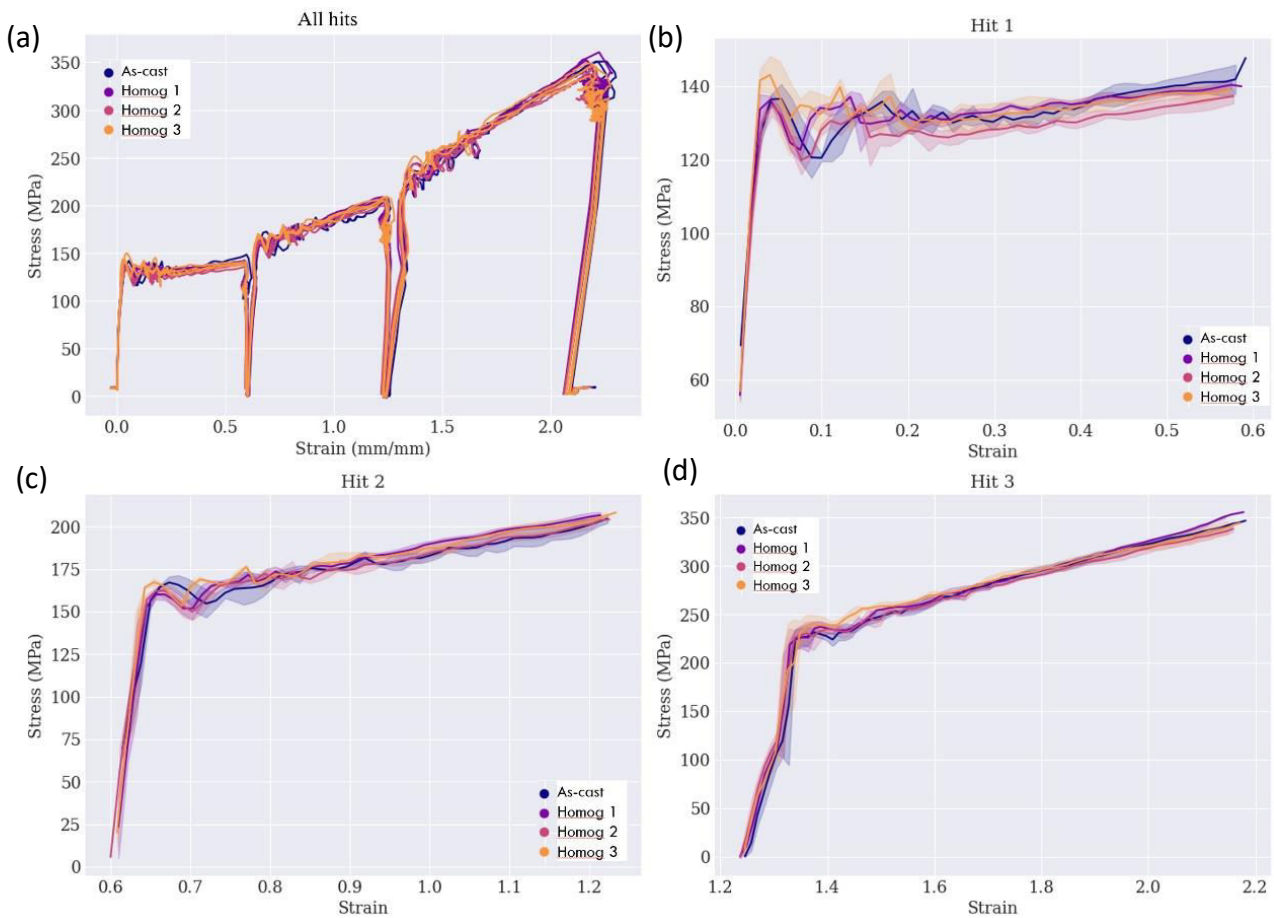 (a)
All hits
350
300
250
200
150
100
50
0
Stress (MPa)
As-cast
Homog 1
Homog 2
Homog 3
0.0 0.5 1.0 1.5 2.0
Strain (mm/mm)
(b)
Hit 1
140
120
100
80
60
Stress (MPa)
As-cast
Homog 1
Homog 2
Homog 3
0.0 0.1 0.2 0.3 0.4 0.5 0.6
Strain
(c)
Hit 2
200
175
150
125
100
75
50
25
0
Stress (MPa)
As-cast
Homog 1
Homog 2
Homog 3
0.6 0.7 0.8 0.9 1.0 1.1 1.2
Strain
(d)
Hit 3
350
300
250
200
150
100
50
0
Stress (MPa)
As-cast
Homog 1
Homog 2
Homog 3
1.2 1.4 1.6 1.8 2.0 2.2
Strain